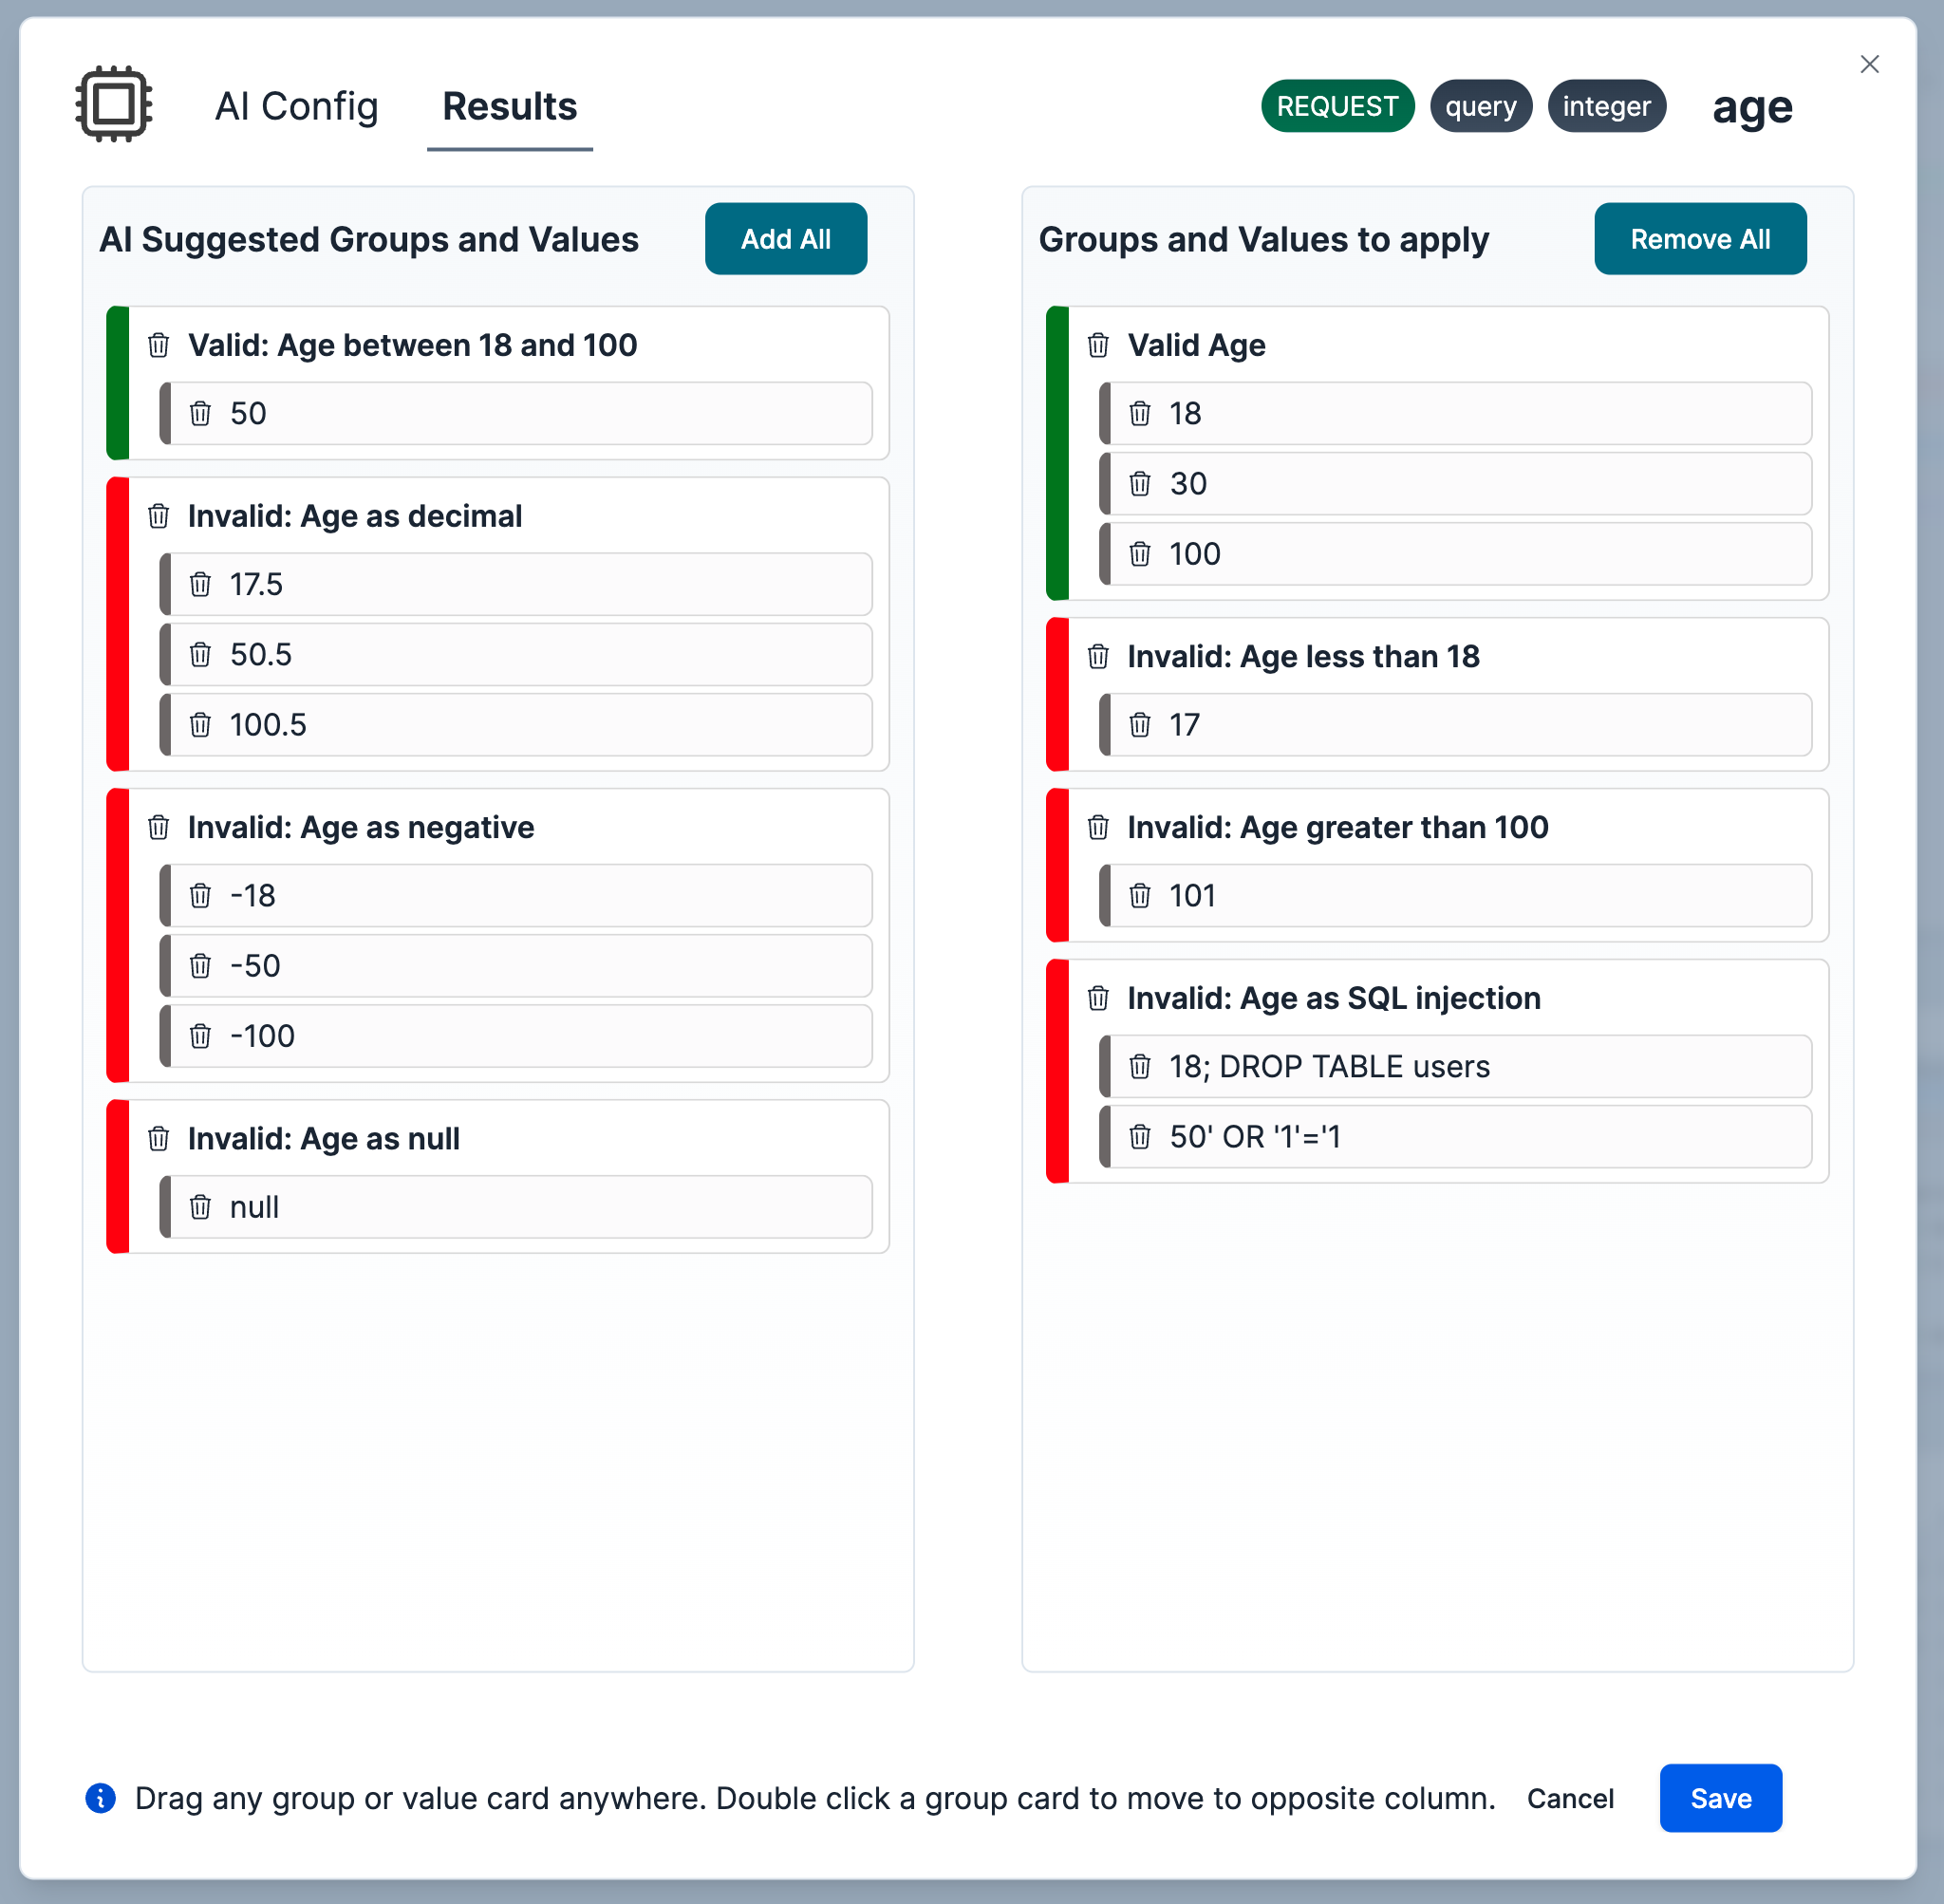 AI Config
Results
REQUEST
query
integer
age
AI Suggested Groups and Values
Add All
Valid: Age between 18 and 100
50
Invalid: Age as decimal
17.5
50.5
100.5
Invalid: Age as negative
-18
-50
-100
Invalid: Age as null
null
Groups and Values to apply
Remove All
Valid Age
18
30
100
Invalid: Age less than 18
17
Invalid: Age greater than 100
101
Invalid: Age as SQL injection
18; DROP TABLE users
50' OR '1'='1
Drag any group or value card anywhere. Double click a group card to move to opposite column.
Cancel
Save